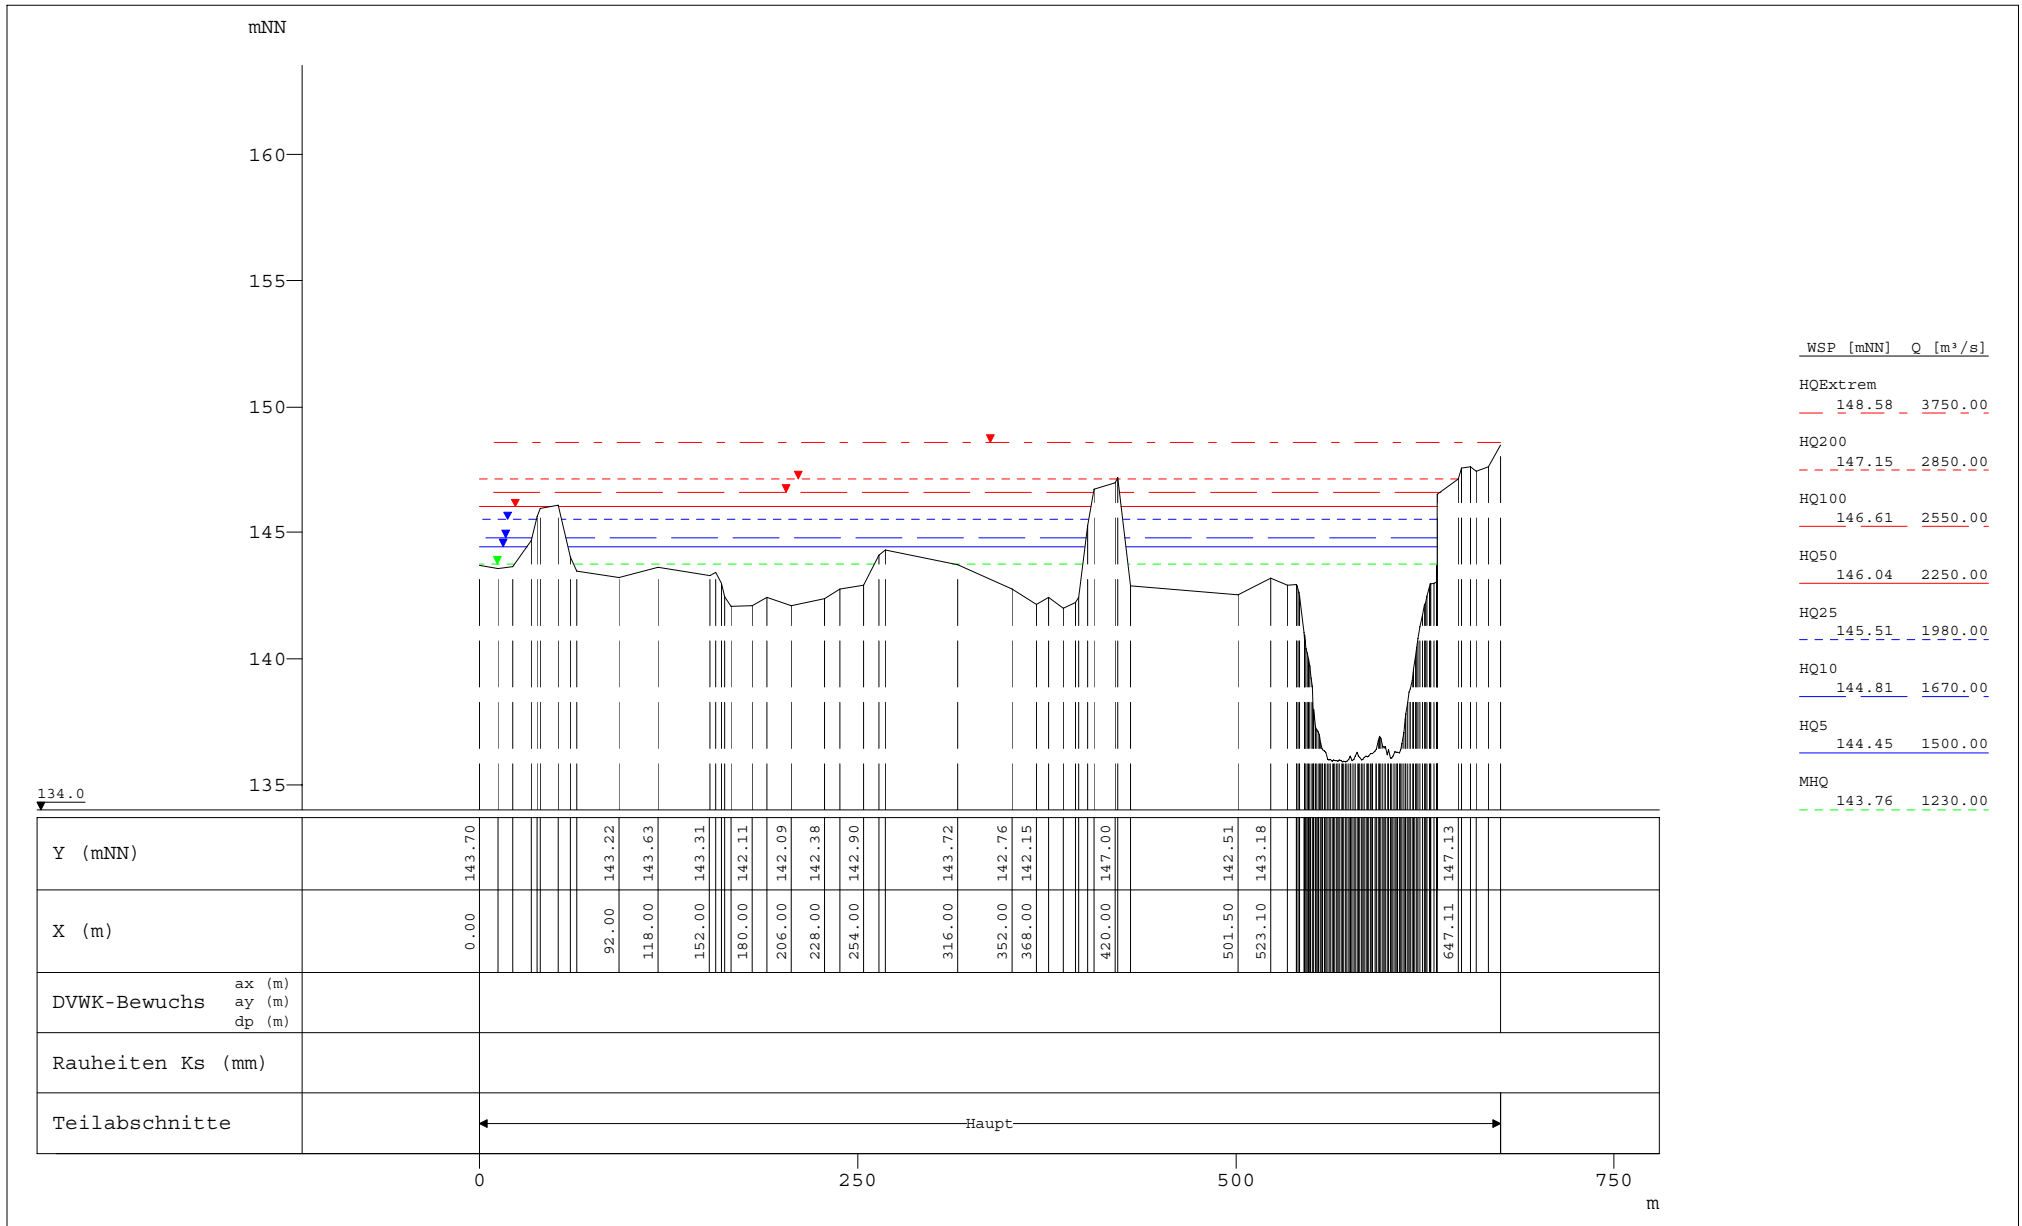 mNN
160
155
150
145
140
135
134.0
WSP [mNN] Q [m³/s]
HQExtrem
148.58 3750.00
HQ200
147.15 2850.00
HQ100
146.61 2550.00
HQ50
146.04 2250.00
HQ25
145.51 1980.00
HQ10
144.81 1670.00
HQ5
144.45 1500.00
MHQ
143.76 1230.00
Y (mNN)
143.70 143.22 143.63 143.31 142.11 142.09 142.38 142.90 143.72 142.76 142.15 147.00 142.51 143.18 147.13
X (m)
0.00 92.00 118.00 152.00 180.00 206.00 228.00 254.00 316.00 352.00 368.00 420.00 501.50 523.10 647.11
DVWK-Bewuchs
ax (m)
ay (m)
dp (m)
Rauheiten Ks (mm)
Teilabschnitte
Haupt
0 250 500 750
m